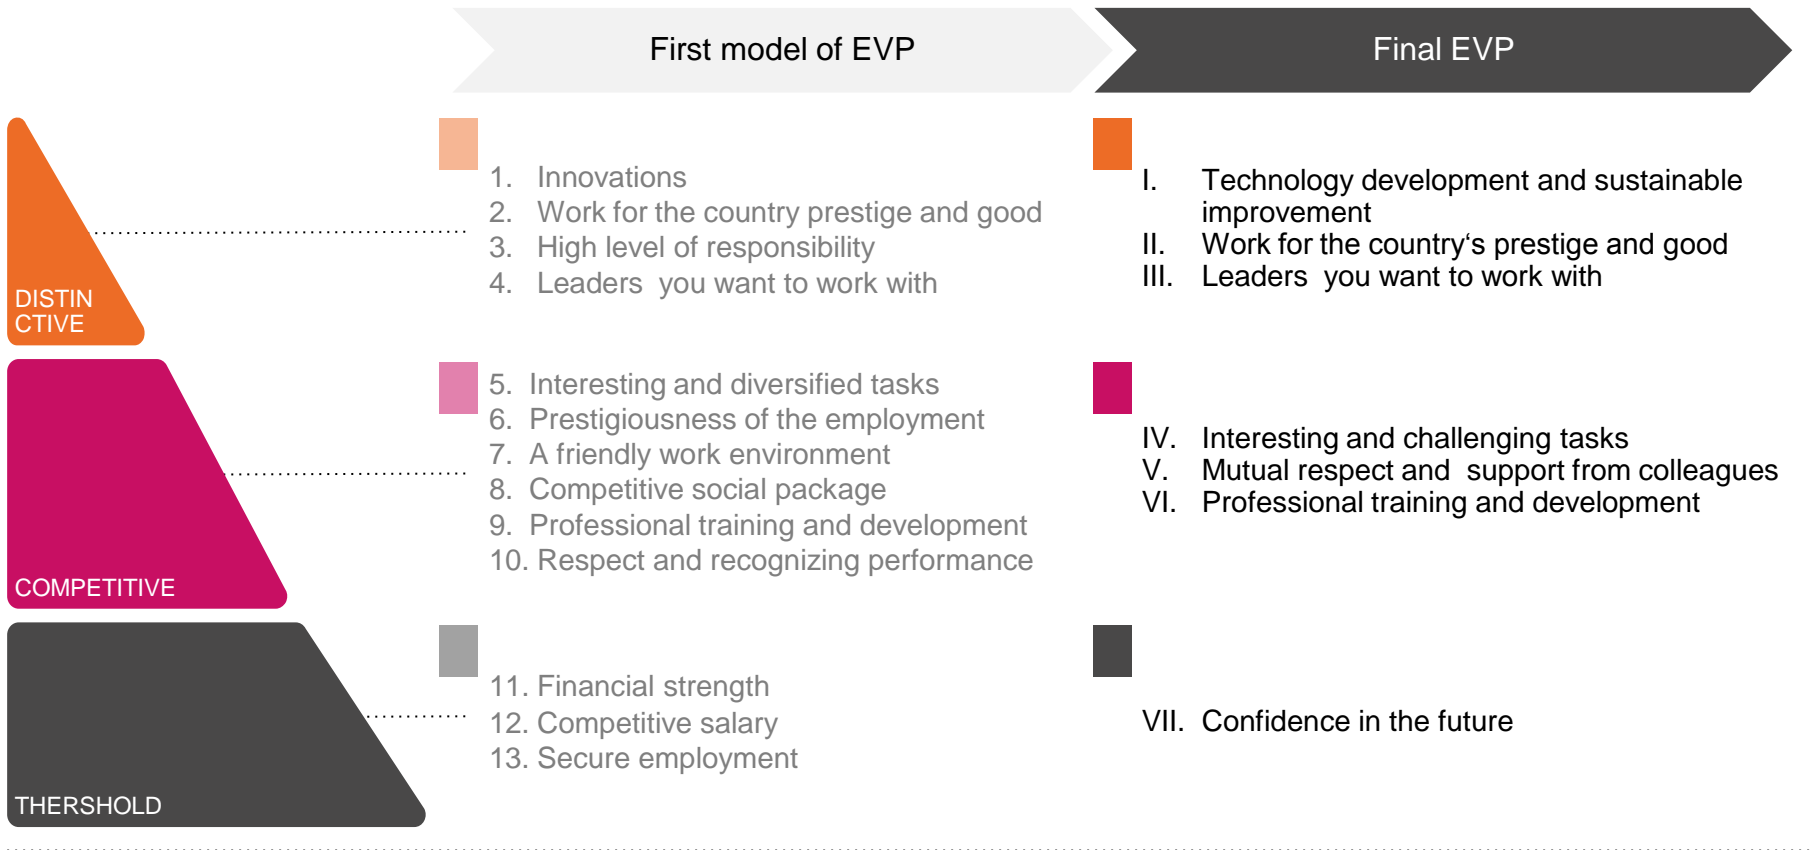 First model of EVP
Final EVP
DISTIN
CTIVE
1. Innovations
2. Work for the country prestige and good
3. High level of responsibility
4. Leaders  you want to work with
I. Technology development and sustainable
improvement
II. Work for the country‘s prestige and good
III. Leaders  you want to work with
COMPETITIVE
5. Interesting and diversified tasks
6. Prestigiousness of the employment
7. A friendly work environment
8. Competitive social package
9. Professional training and development
10. Respect and recognizing performance
IV. Interesting and challenging tasks
V. Mutual respect and  support from colleagues
VI. Professional training and development
THERSHOLD
11. Financial strength
12. Competitive salary
13. Secure employment
VII. Confidence in the future